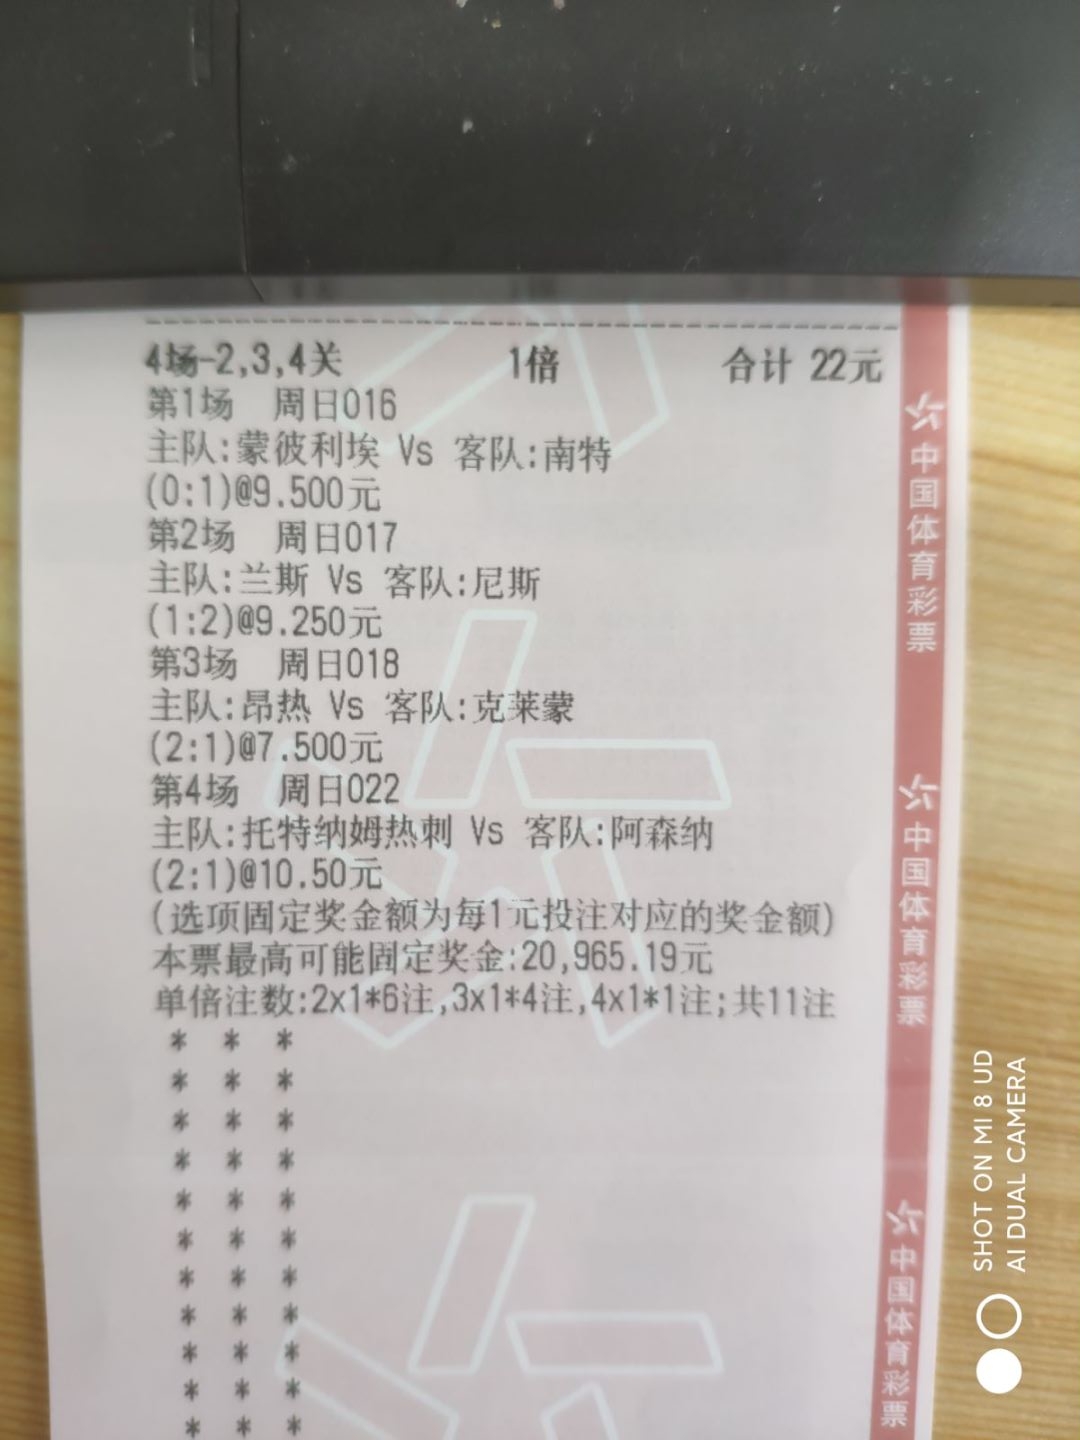 4场-2,3,4关 1倍 合计 22元
第1场 周日016
主队:蒙彼利埃 Vs 客队:南特
(0:1)@9.500元
第2场 周日017
主队:兰斯 Vs 客队:尼斯
(1:2)@9.250元
第3场 周日018
主队:昂热 Vs 客队:克莱蒙
(2:1)@7.500元
第4场 周日022
主队:托特纳姆热刺 Vs 客队:阿森纳
(2:1)@10.50元
(选项固定奖金额为每1元投注对应的奖金额)
本票最高可能固定奖金:20,965.19元
单倍注数:2x1*6注,3x1*4注,4x1*1注;共11注
* * *
* * *
* * *
* * *
* * *
* * *
* * *
* * *
* * *
* * *
* * *
中国体育彩票
中国体育彩票
中国体育彩票
SHOT ON MI 8 UD
AI DUAL CAMERA